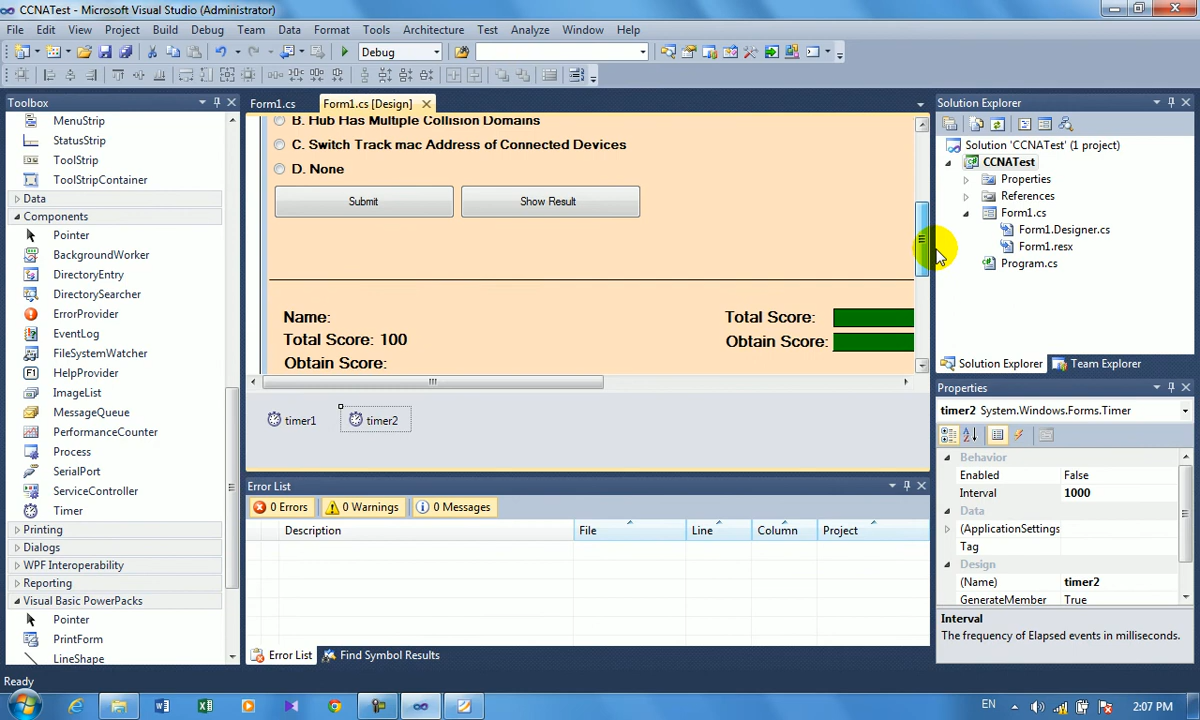 CCNATest - Microsoft Visual Studio (Administrator)
File Edit View Project Build Debug Team Data Format Tools Architecture Test Analyze Window Help
Debug
Toolbox
MenuStrip
StatusStrip
ToolStrip
ToolStripContainer
Data
Components
Pointer
BackgroundWorker
DirectoryEntry
DirectorySearcher
ErrorProvider
EventLog
FileSystemWatcher
HelpProvider
ImageList
MessageQueue
PerformanceCounter
Process
SerialPort
ServiceController
Timer
Printing
Dialogs
WPF Interoperability
Reporting
Visual Basic PowerPacks
Pointer
PrintForm
LineShape
Form1.cs Form1.cs [Design]
B. Hub Has Multiple Collision Domains
C. Switch Track mac Address of Connected Devices
D. None
Submit Show Result
Name:
Total Score: 100
Obtain Score:
Total Score:
Obtain Score:
timer1 timer2
Error List
0 Errors 0 Warnings 0 Messages
Description File Line Column Project
Error List Find Symbol Results
Solution Explorer
Solution 'CCNATest' (1 project)
CCNATest
Properties
References
Form1.cs
Form1.Designer.cs
Form1.resx
Program.cs
Solution Explorer Team Explorer
Properties
timer2 System.Windows.Forms.Timer
Behavior
Enabled False
Interval 1000
Data
(ApplicationSettings
Tag
Design
(Name) timer2
GenerateMember True
Interval
The frequency of Elapsed events in milliseconds.
Ready
EN 2:07 PM